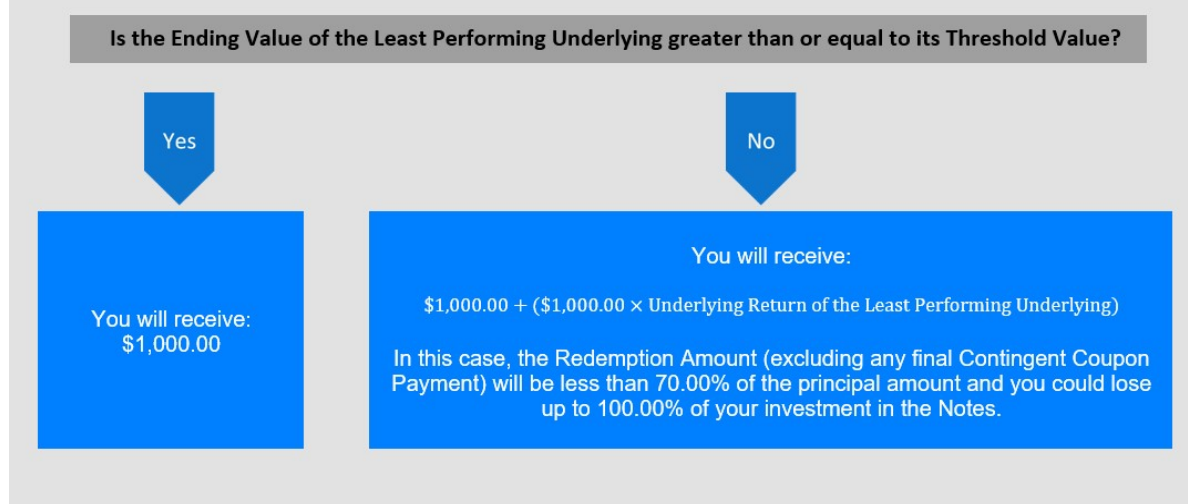 Is the Ending Value of the Least Performing Underlying greater than or equal to its Threshold Value?
Yes
No
You will receive:
$1,000.00
You will receive:
$1,000.00 + ($1,000.00 × Underlying Return of the Least Performing Underlying)
In this case, the Redemption Amount (excluding any final Contingent Coupon
Payment) will be less than 70.00% of the principal amount and you could lose
up to 100.00% of your investment in the Notes.